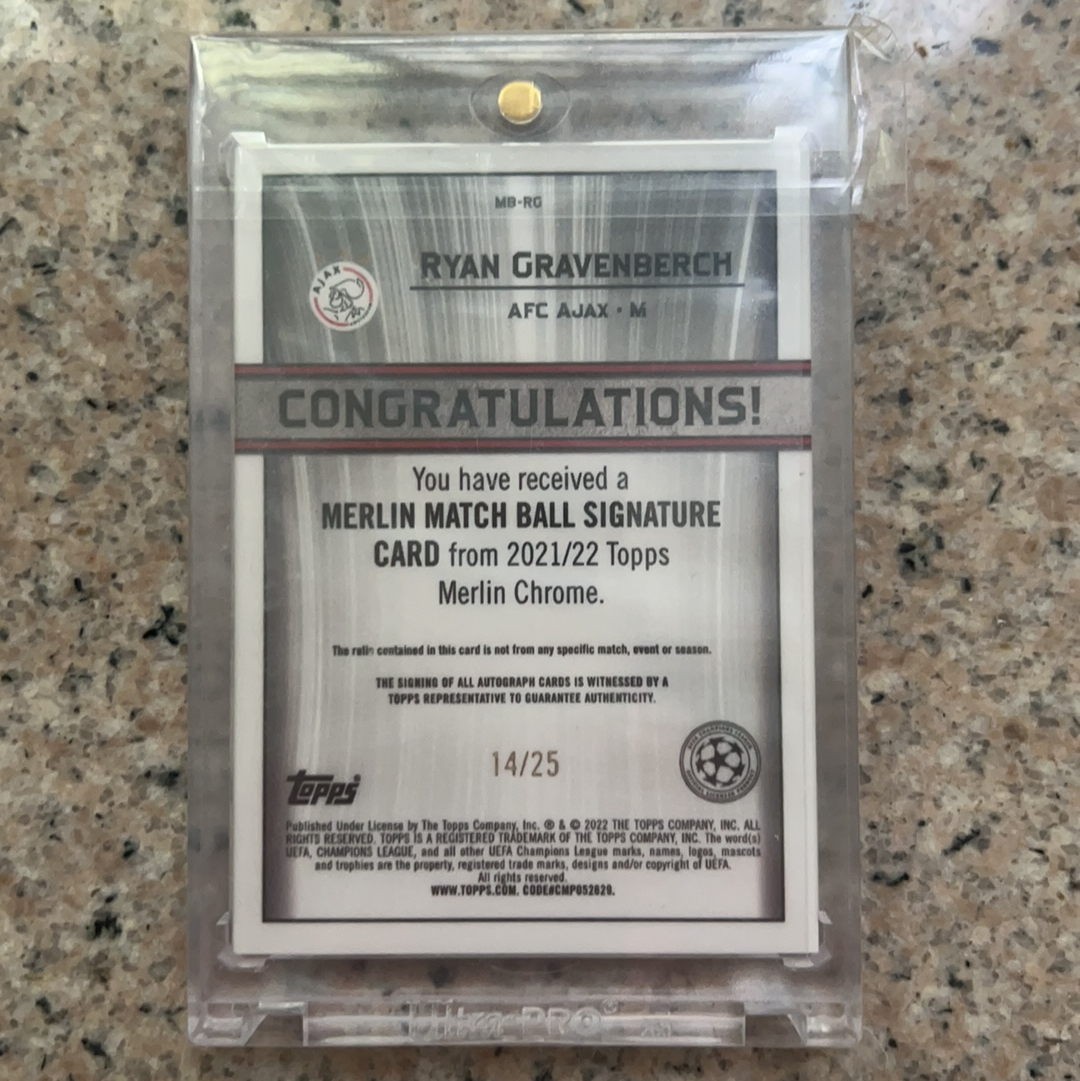 MB-RG
AJAX
RYAN GRAVENBERCH
AFC AJAX · M
CONGRATULATIONS!
You have received a
MERLIN MATCH BALL SIGNATURE
CARD from 2021/22 Topps
Merlin Chrome.
The relic contained in this card is not from any specific match, event or season.
THE SIGNING OF ALL AUTOGRAPH CARDS IS WITNESSED BY A
TOPPS REPRESENTATIVE TO GUARANTEE AUTHENTICITY.
14/25
topps
Published Under License by The Topps Company, Inc. ® & © 2022 THE TOPPS COMPANY, INC. ALL
RIGHTS RESERVED. TOPPS IS A REGISTERED TRADEMARK OF THE TOPPS COMPANY, INC. The word(s)
UEFA, CHAMPIONS LEAGUE, and all other UEFA Champions League marks, names, logos, mascots
and trophies are the property, registered trade marks, designs and/or copyright of UEFA.
All rights reserved.
WWW.TOPPS.COM. CODE#CMP052829.
Ultra·PRO®